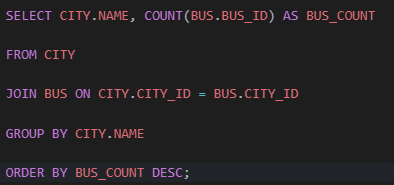 SELECT CITY.NAME, COUNT(BUS.BUS_ID) AS BUS_COUNT
FROM CITY
JOIN BUS ON CITY.CITY_ID = BUS.CITY_ID
GROUP BY CITY.NAME
ORDER BY BUS_COUNT DESC;